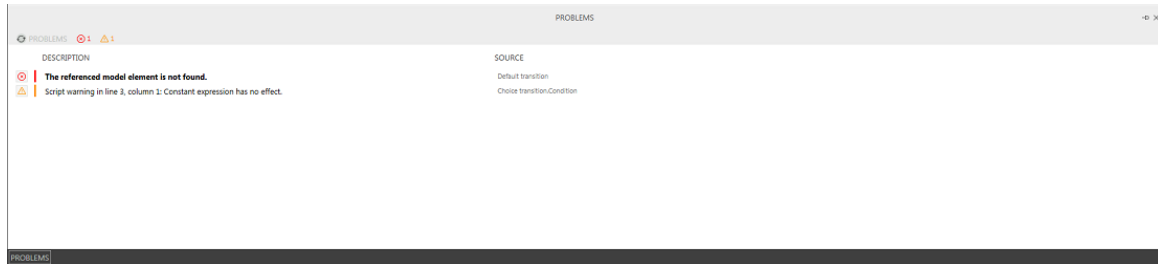 PROBLEMS
PROBLEMS 1 1
DESCRIPTION SOURCE
The referenced model element is not found. Default transition
Script warning in line 3, column 1: Constant expression has no effect. Choice transition.Condition
PROBLEMS